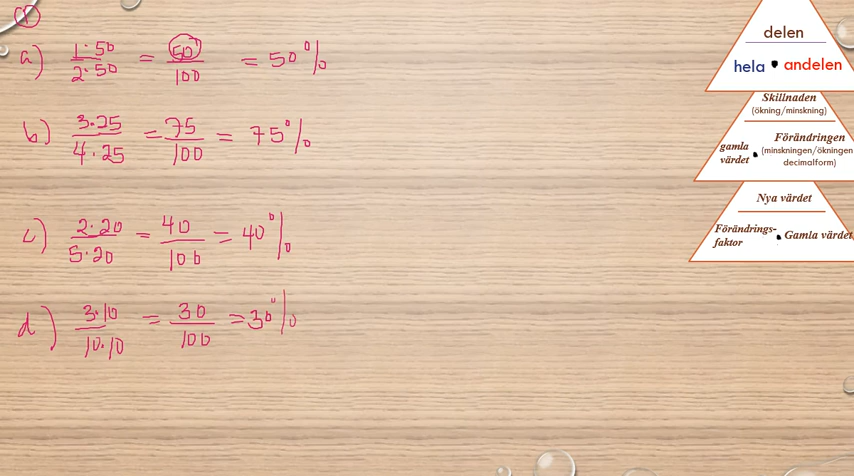 1
a) 1·50/2·50 = 50/100 = 50%
b) 3·25/4·25 = 75/100 = 75%
c) 2·20/5·20 = 40/100 = 40%
d) 3·10/10·10 = 30/100 = 30%
delen
hela · andelen
Skillnaden
(ökning/minskning)
gamla värdet · Förändringen
(minskningen/ökningen
decimalform)
Nya värdet
Förändrings-
faktor · Gamla värdet